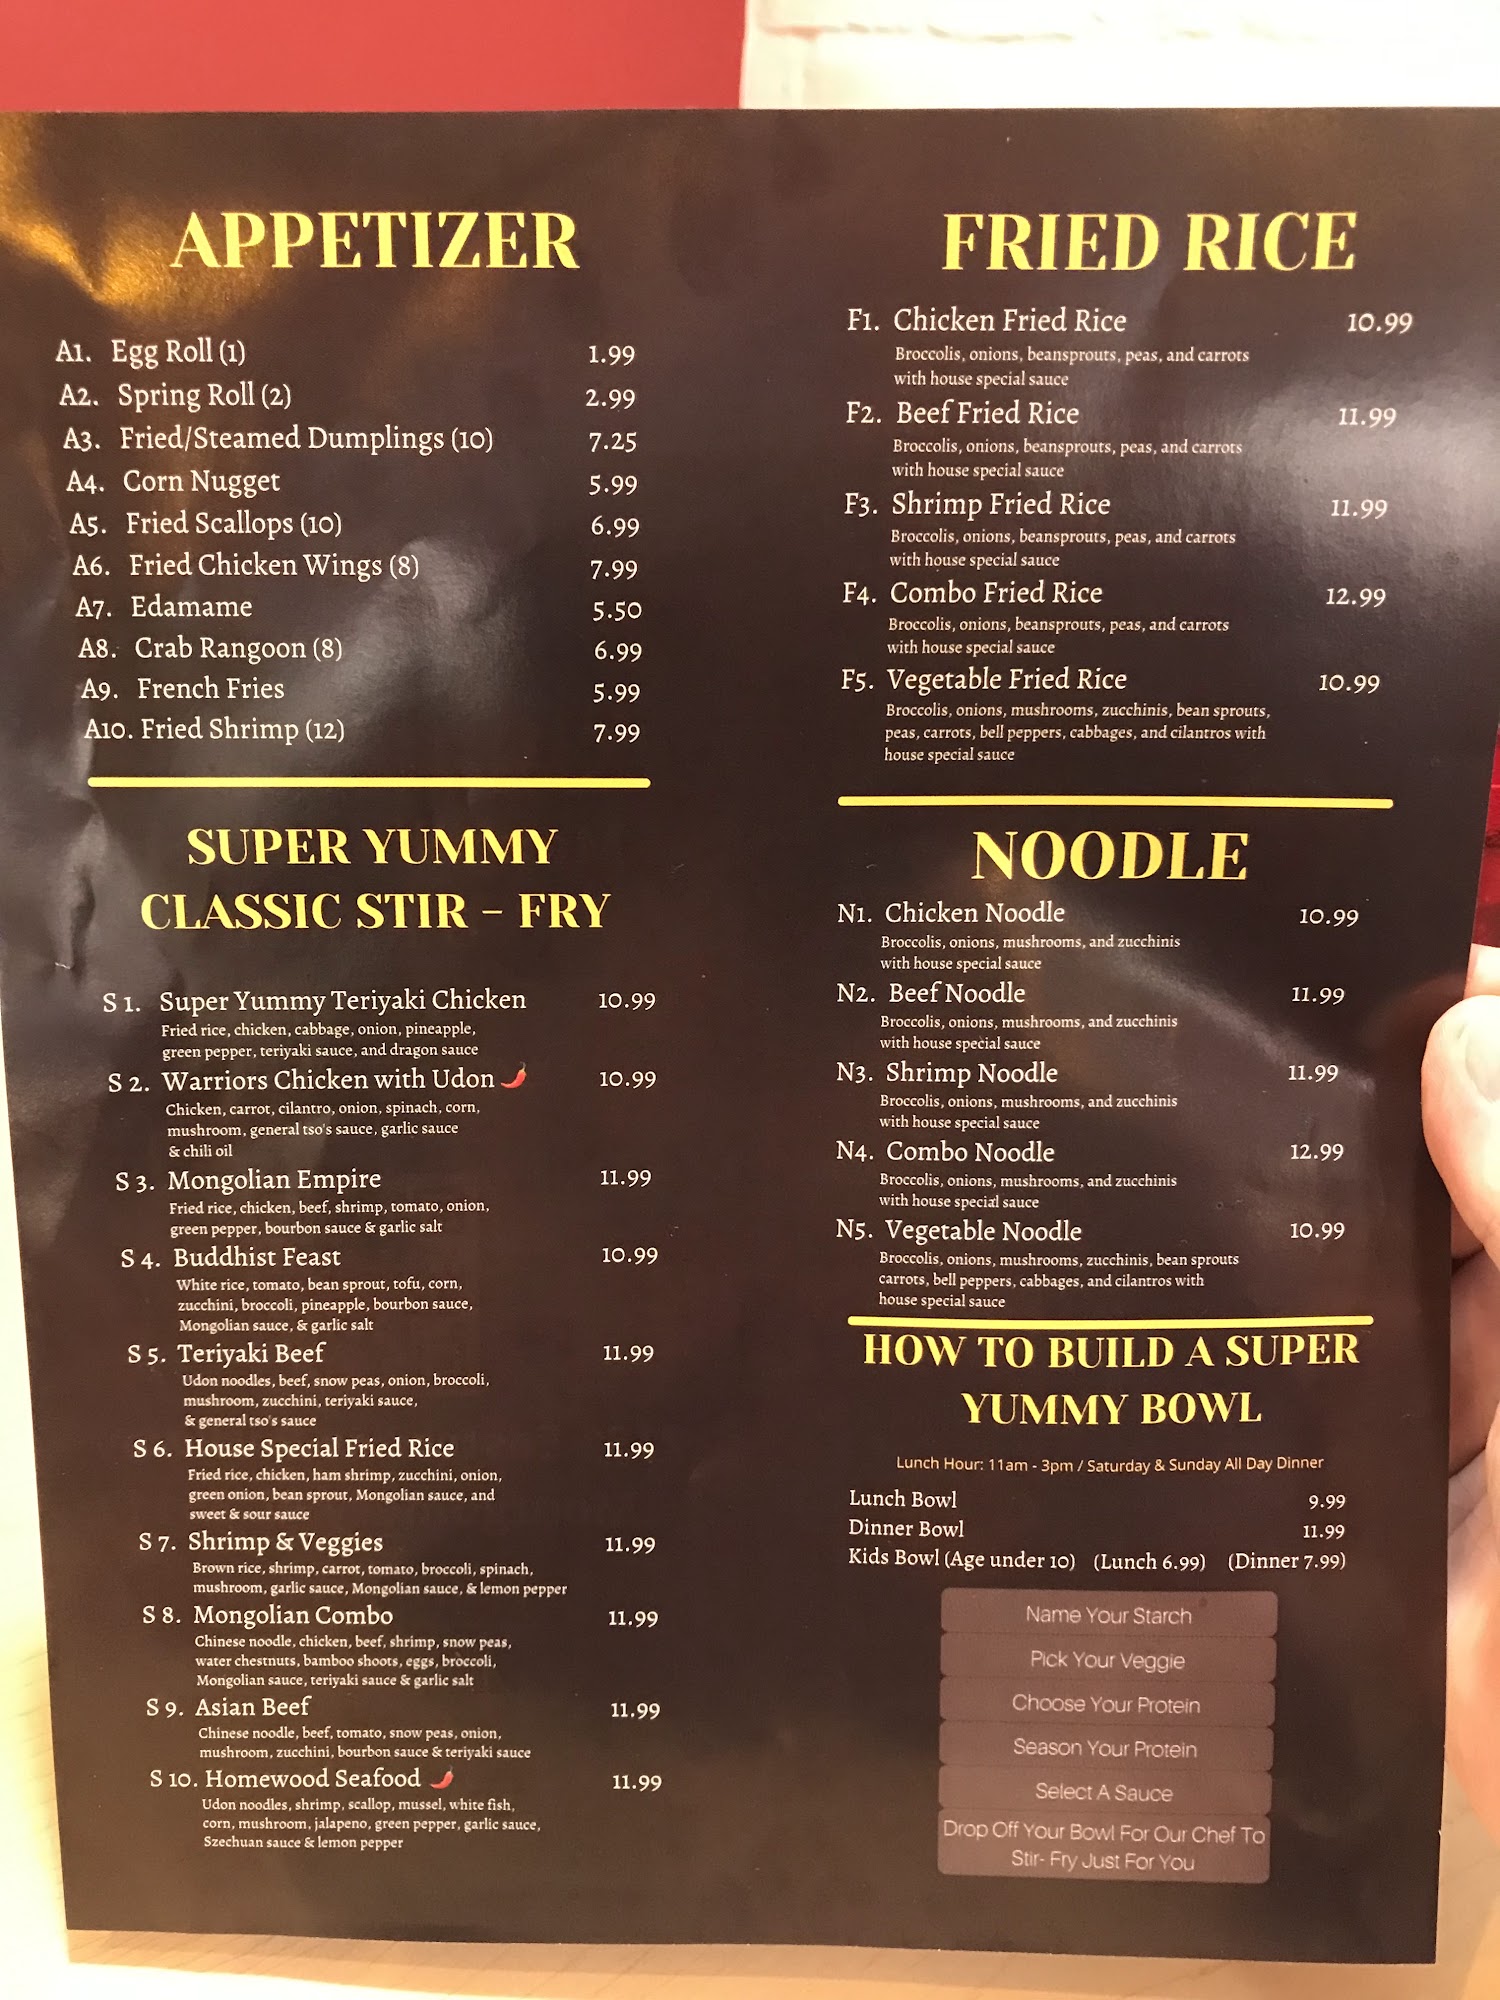 APPETIZER
A1. Egg Roll (1) 1.99
A2. Spring Roll (2) 2.99
A3. Fried/Steamed Dumplings (10) 7.25
A4. Corn Nugget 5.99
A5. Fried Scallops (10) 6.99
A6. Fried Chicken Wings (8) 7.99
A7. Edamame 5.50
A8. Crab Rangoon (8) 6.99
A9. French Fries 5.99
A10. Fried Shrimp (12) 7.99
SUPER YUMMY
CLASSIC STIR - FRY
S 1. Super Yummy Teriyaki Chicken 10.99
Fried rice, chicken, cabbage, onion, pineapple,
green pepper, teriyaki sauce, and dragon sauce
S 2. Warriors Chicken with Udon 10.99
Chicken, carrot, cilantro, onion, spinach, corn,
mushroom, general tso's sauce, garlic sauce
& chili oil
S 3. Mongolian Empire 11.99
Fried rice, chicken, beef, shrimp, tomato, onion,
green pepper, bourbon sauce & garlic salt
S 4. Buddhist Feast 10.99
White rice, tomato, bean sprout, tofu, corn,
zucchini, broccoli, pineapple, bourbon sauce,
Mongolian sauce, & garlic salt
S 5. Teriyaki Beef 11.99
Udon noodles, beef, snow peas, onion, broccoli,
mushroom, zucchini, teriyaki sauce,
& general tso's sauce
S 6. House Special Fried Rice 11.99
Fried rice, chicken, ham shrimp, zucchini, onion,
green onion, bean sprout, Mongolian sauce, and
sweet & sour sauce
S 7. Shrimp & Veggies 11.99
Brown rice, shrimp, carrot, tomato, broccoli, spinach,
mushroom, garlic sauce, Mongolian sauce, & lemon pepper
S 8. Mongolian Combo 11.99
Chinese noodle, chicken, beef, shrimp, snow peas,
water chestnuts, bamboo shoots, eggs, broccoli,
Mongolian sauce, teriyaki sauce & garlic salt
S 9. Asian Beef 11.99
Chinese noodle, beef, tomato, snow peas, onion,
mushroom, zucchini, bourbon sauce & teriyaki sauce
S 10. Homewood Seafood 11.99
Udon noodles, shrimp, scallop, mussel, white fish,
corn, mushroom, jalapeno, green pepper, garlic sauce,
Szechuan sauce & lemon pepper
FRIED RICE
F1. Chicken Fried Rice 10.99
Broccolis, onions, beansprouts, peas, and carrots
with house special sauce
F2. Beef Fried Rice 11.99
Broccolis, onions, beansprouts, peas, and carrots
with house special sauce
F3. Shrimp Fried Rice 11.99
Broccolis, onions, beansprouts, peas, and carrots
with house special sauce
F4. Combo Fried Rice 12.99
Broccolis, onions, beansprouts, peas, and carrots
with house special sauce
F5. Vegetable Fried Rice 10.99
Broccolis, onions, mushrooms, zucchinis, bean sprouts,
peas, carrots, bell peppers, cabbages, and cilantros with
house special sauce
NOODLE
N1. Chicken Noodle 10.99
Broccolis, onions, mushrooms, and zucchinis
with house special sauce
N2. Beef Noodle 11.99
Broccolis, onions, mushrooms, and zucchinis
with house special sauce
N3. Shrimp Noodle 11.99
Broccolis, onions, mushrooms, and zucchinis
with house special sauce
N4. Combo Noodle 12.99
Broccolis, onions, mushrooms, and zucchinis
with house special sauce
N5. Vegetable Noodle 10.99
Broccolis, onions, mushrooms, zucchinis, bean sprouts
carrots, bell peppers, cabbages, and cilantros with
house special sauce
HOW TO BUILD A SUPER
YUMMY BOWL
Lunch Hour: 11am - 3pm / Saturday & Sunday All Day Dinner
Lunch Bowl 9.99
Dinner Bowl 11.99
Kids Bowl (Age under 10) (Lunch 6.99) (Dinner 7.99)
Name Your Starch
Pick Your Veggie
Choose Your Protein
Season Your Protein
Select A Sauce
Drop Off Your Bowl For Our Chef To
Stir- Fry Just For You